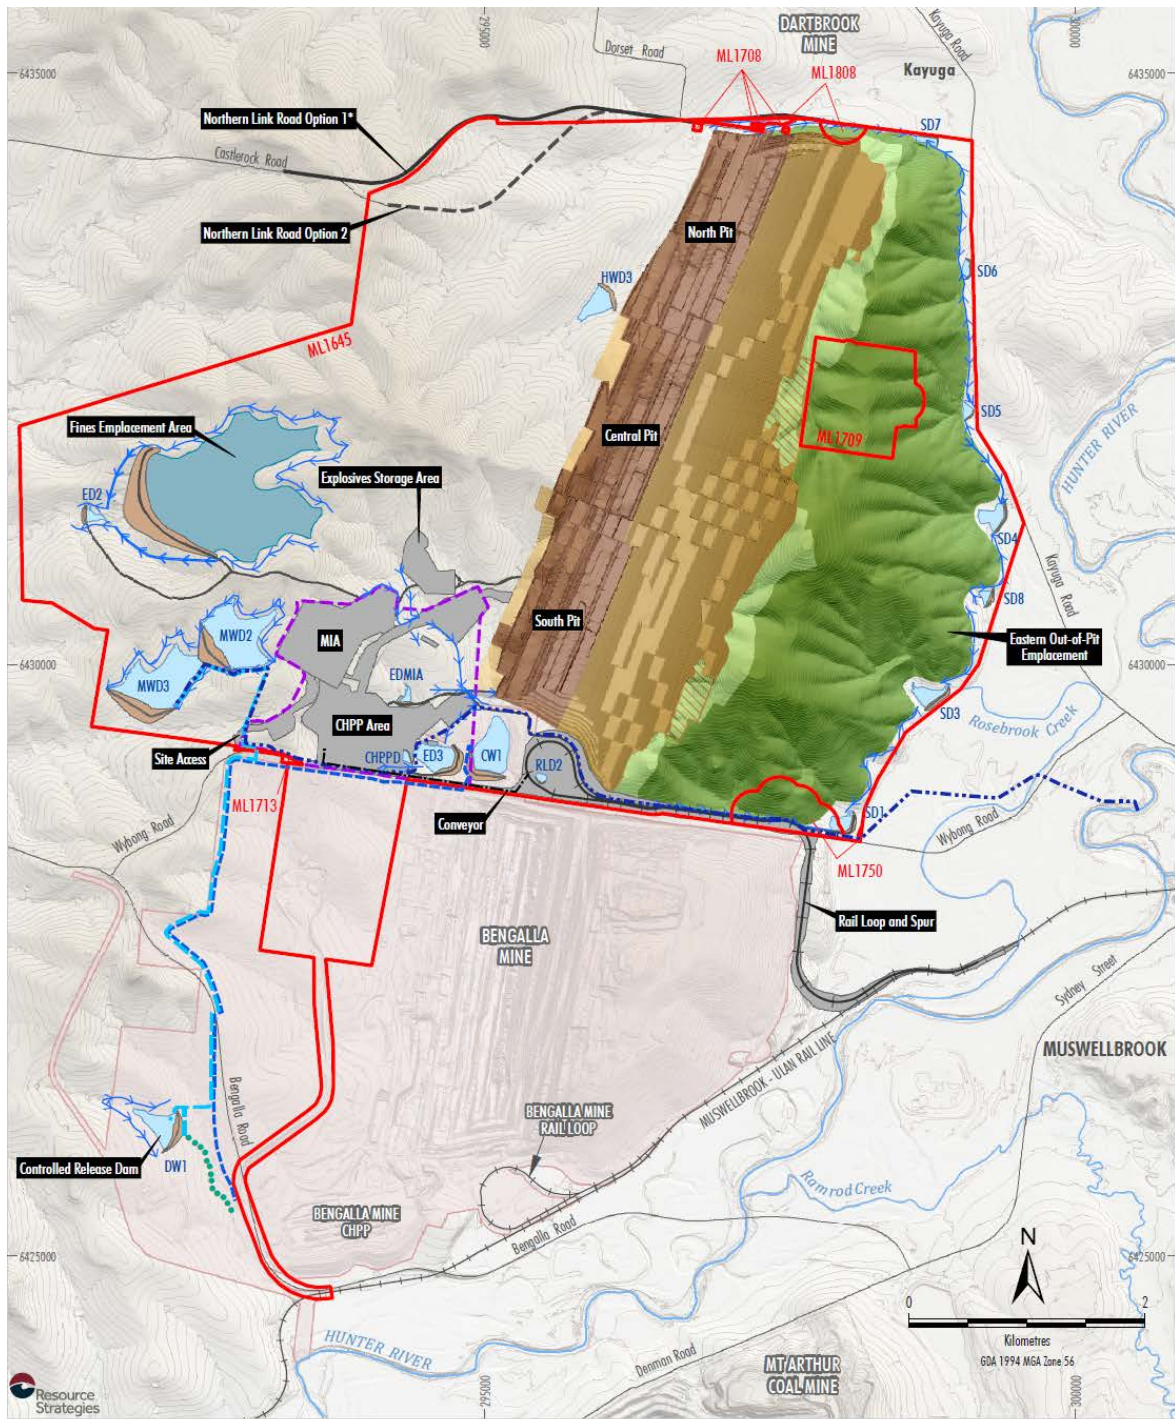 295000
300000
DARTBROOK
MINE
Kayuga Road
Dorset Road
ML1708
ML1808
Kayuga
6435000
6435000
Northern Link Road Option 1*
SD7
Castlerock Road
Northern Link Road Option 2
North Pit
HWD3
SD6
ML1645
HUNTER RIVER
SD5
Fines Emplacement Area
Central Pit
ML1709
Explosives Storage Area
ED2
SD4
Kayuga Road
SD8
MWD2
MIA
South Pit
Eastern Out-of-Pit
Emplacement
6430000
6430000
MWD3
EDMIA
SD3
Rosebrook Creek
CHPP Area
Site Access
CHPPD
ED3
CW1
RLD2
ML1713
Conveyor
SD1
Wybong Road
Wybong Road
ML1750
Rail Loop and Spur
BENGALLA
MINE
Sydney Street
MUSWELLBROOK
MUSWELLBROOK - ULAN RAIL LINE
Bengalla Road
BENGALLA MINE
RAIL LOOP
Controlled Release Dam
DW1
Ramrod Creek
BENGALLA MINE
CHPP
Bengalla Road
N
6425000
6425000
0
2
Kilometres
GDA 1994 MGA Zone 56
HUNTER RIVER
Denman Road
MT ARTHUR
COAL MINE
Resource
Strategies
295000
300000